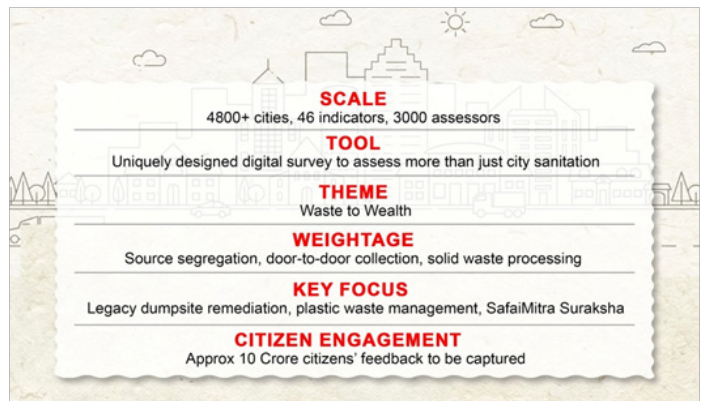 SCALE
4800+ cities, 46 indicators, 3000 assessors
TOOL
Uniquely designed digital survey to assess more than just city sanitation
THEME
Waste to Wealth
WEIGHTAGE
Source segregation, door-to-door collection, solid waste processing
KEY FOCUS
Legacy dumpsite remediation, plastic waste management, SafaiMitra Suraksha
CITIZEN ENGAGEMENT
Approx 10 Crore citizens' feedback to be captured